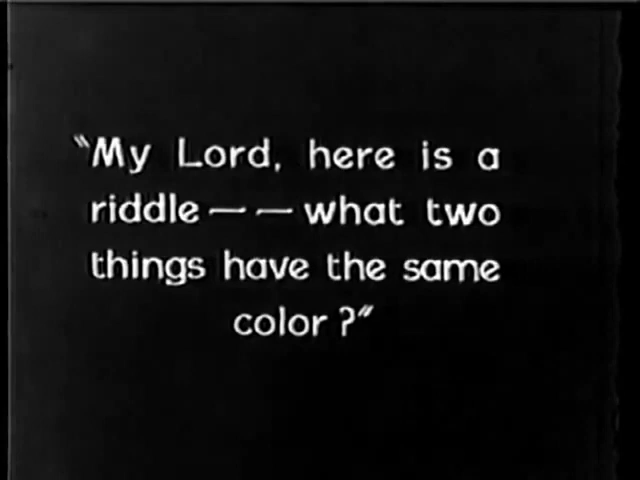 "My Lord, here is a
riddle — — what two
things have the same
color?"